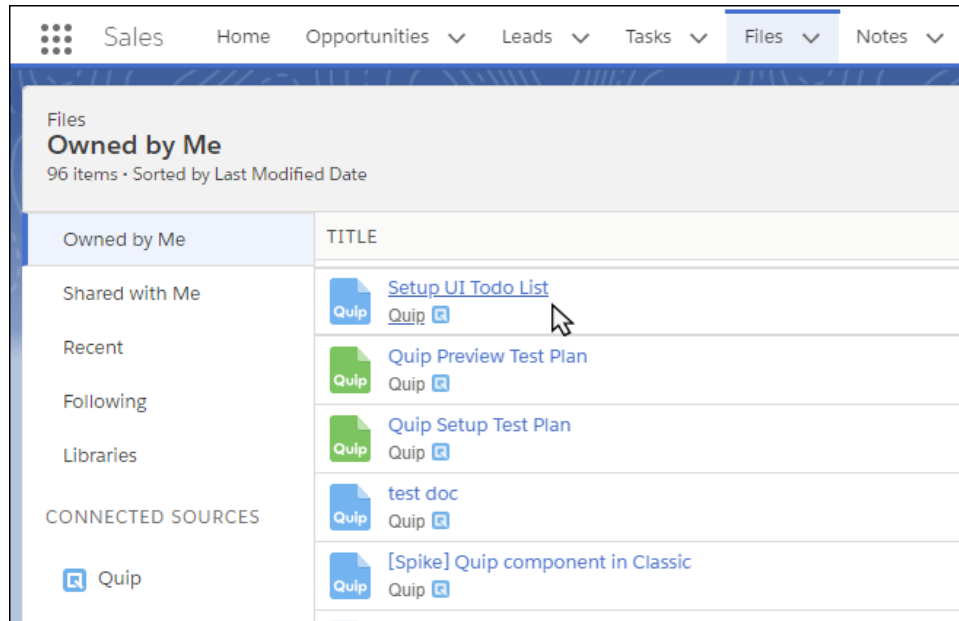 Sales Home Opportunities Leads Tasks Files Notes
Files
Owned by Me
96 items • Sorted by Last Modified Date
Owned by Me
Shared with Me
Recent
Following
Libraries
CONNECTED SOURCES
Quip
TITLE
Quip Setup UI Todo List
Quip
Quip Quip Preview Test Plan
Quip
Quip Quip Setup Test Plan
Quip
Quip test doc
Quip
Quip [Spike] Quip component in Classic
Quip